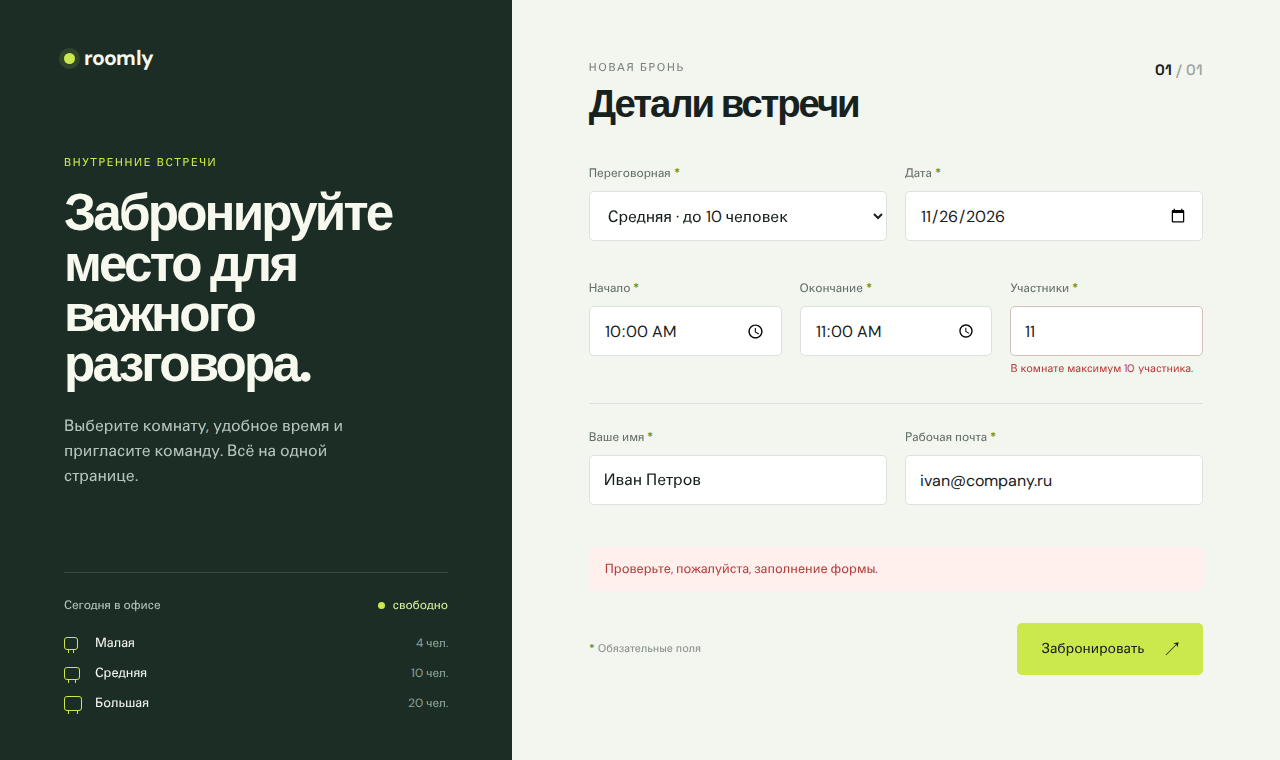 roomly
ВНУТРЕННИЕ ВСТРЕЧИ
Забронируйте
место для
важного
разговора.
Выберите комнату, удобное время и
пригласите команду. Всё на одной
странице.
Сегодня в офисе
свободно
Малая
4 чел.
Средняя
10 чел.
Большая
20 чел.
НОВАЯ БРОНЬ
01 / 01
Детали встречи
Переговорная *
Дата *
Средняя · до 10 человек
11/26/2026
Начало *
Окончание *
Участники *
10:00 AM
11:00 AM
11
В комнате максимум 10 участника.
Ваше имя *
Рабочая почта *
Иван Петров
ivan@company.ru
Проверьте, пожалуйста, заполнение формы.
* Обязательные поля
Забронировать ↗